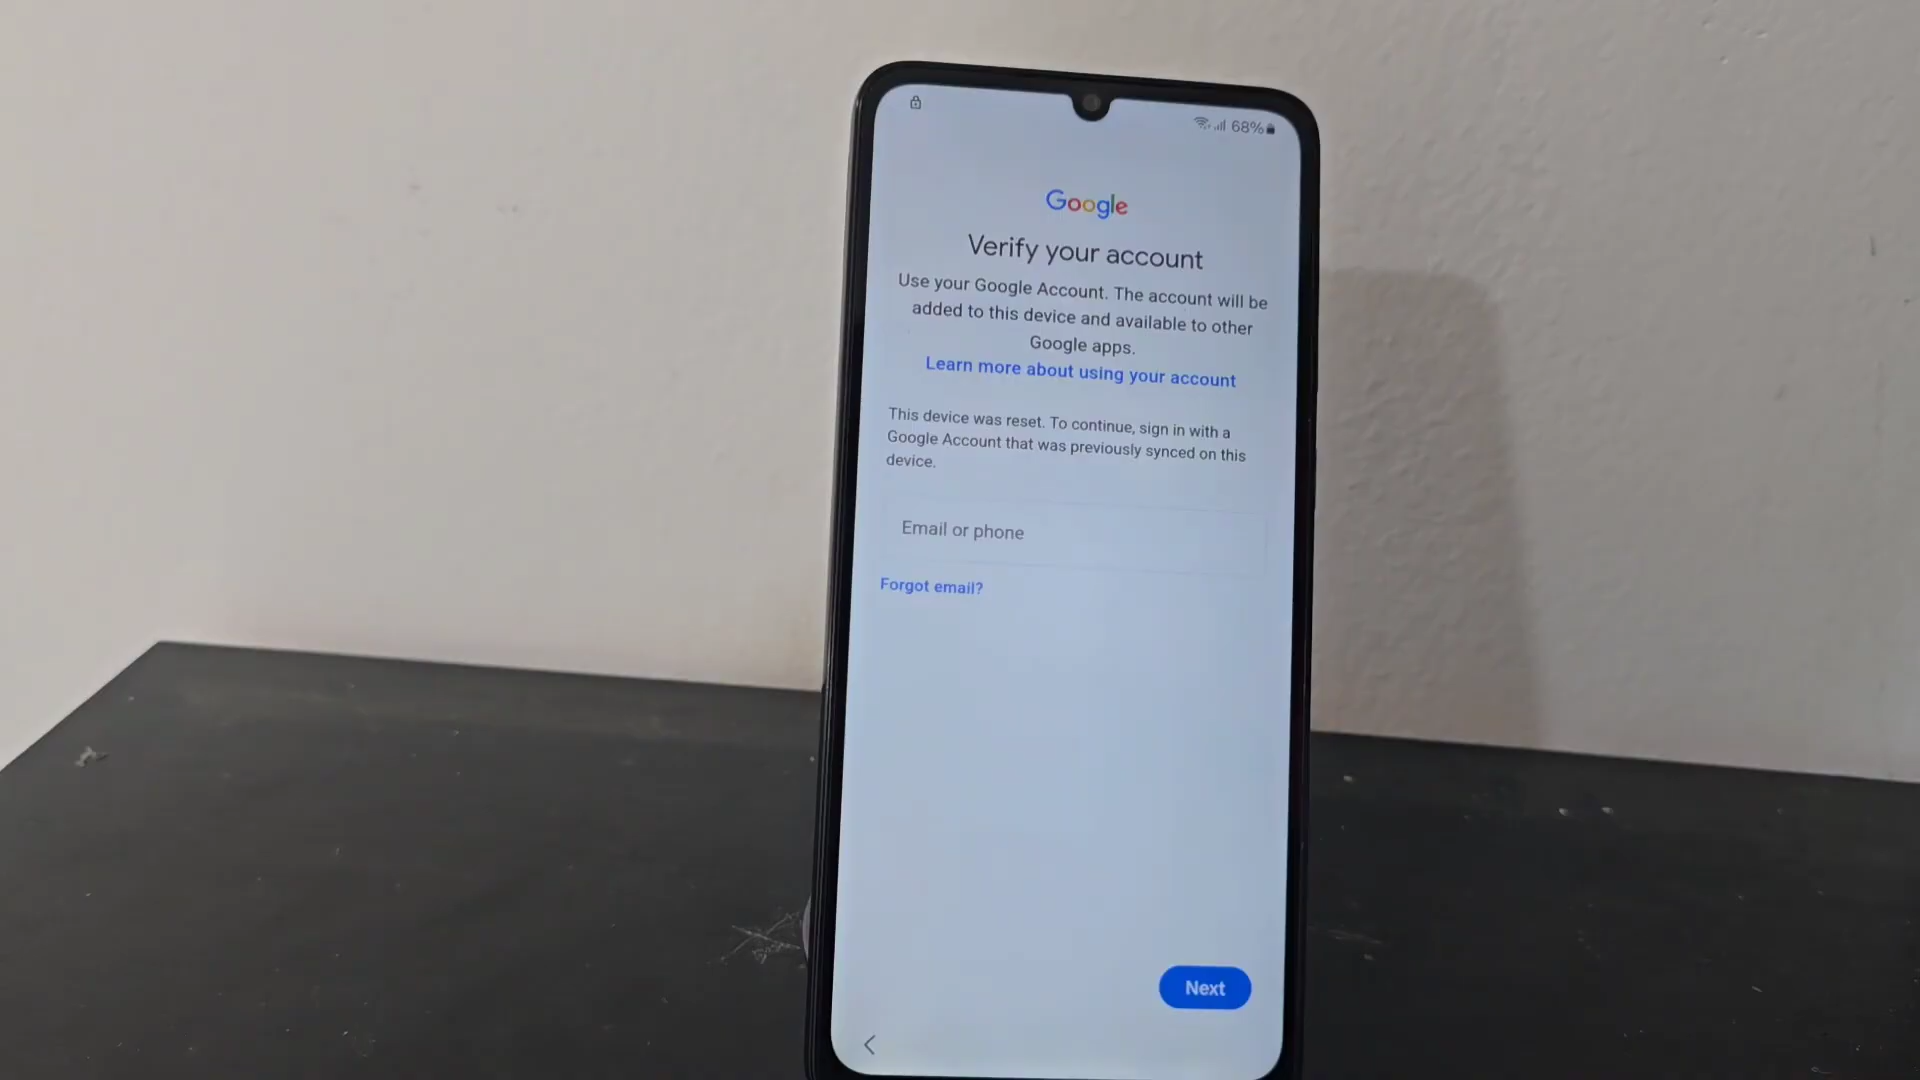 68%
Google
Verify your account
Use your Google Account. The account will be
added to this device and available to other
Google apps.
Learn more about using your account
This device was reset. To continue, sign in with a
Google Account that was previously synced on this
device.
Email or phone
Forgot email?
Next